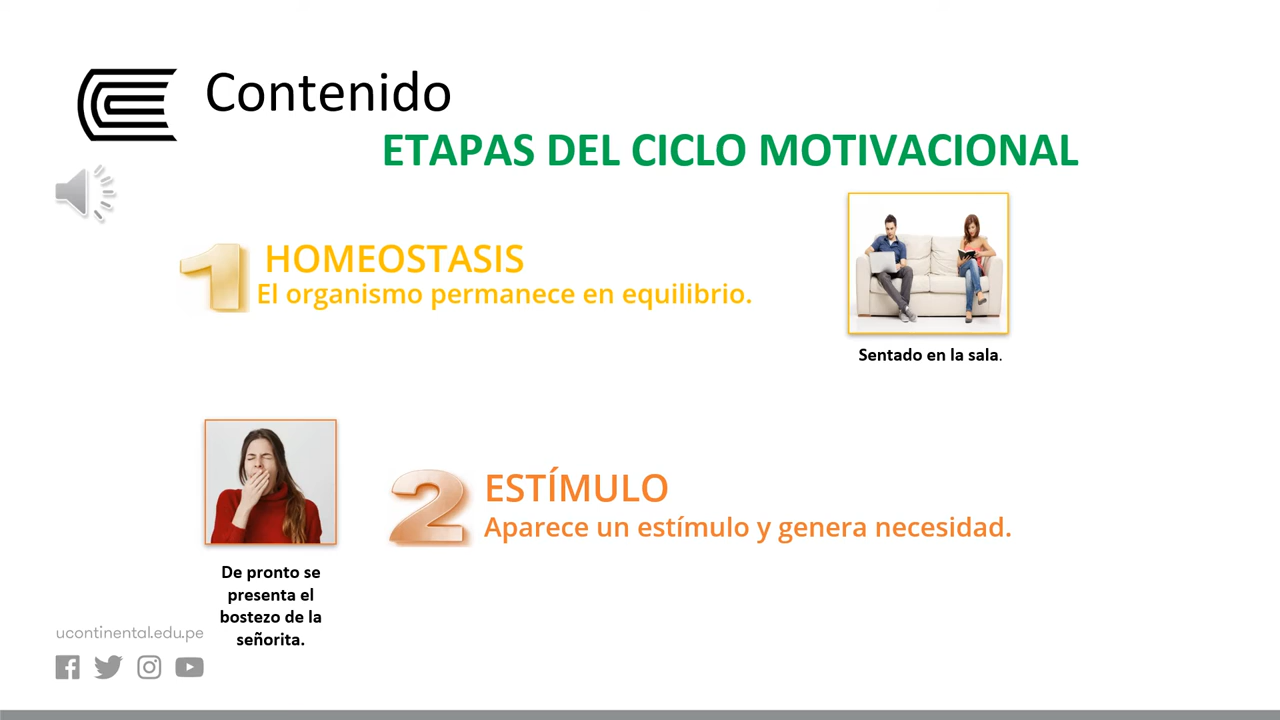 Contenido
ETAPAS DEL CICLO MOTIVACIONAL
1 HOMEOSTASIS
El organismo permanece en equilibrio.
Sentado en la sala.
2 ESTÍMULO
Aparece un estímulo y genera necesidad.
De pronto se
presenta el
bostezo de la
señorita.
ucontinental.edu.pe